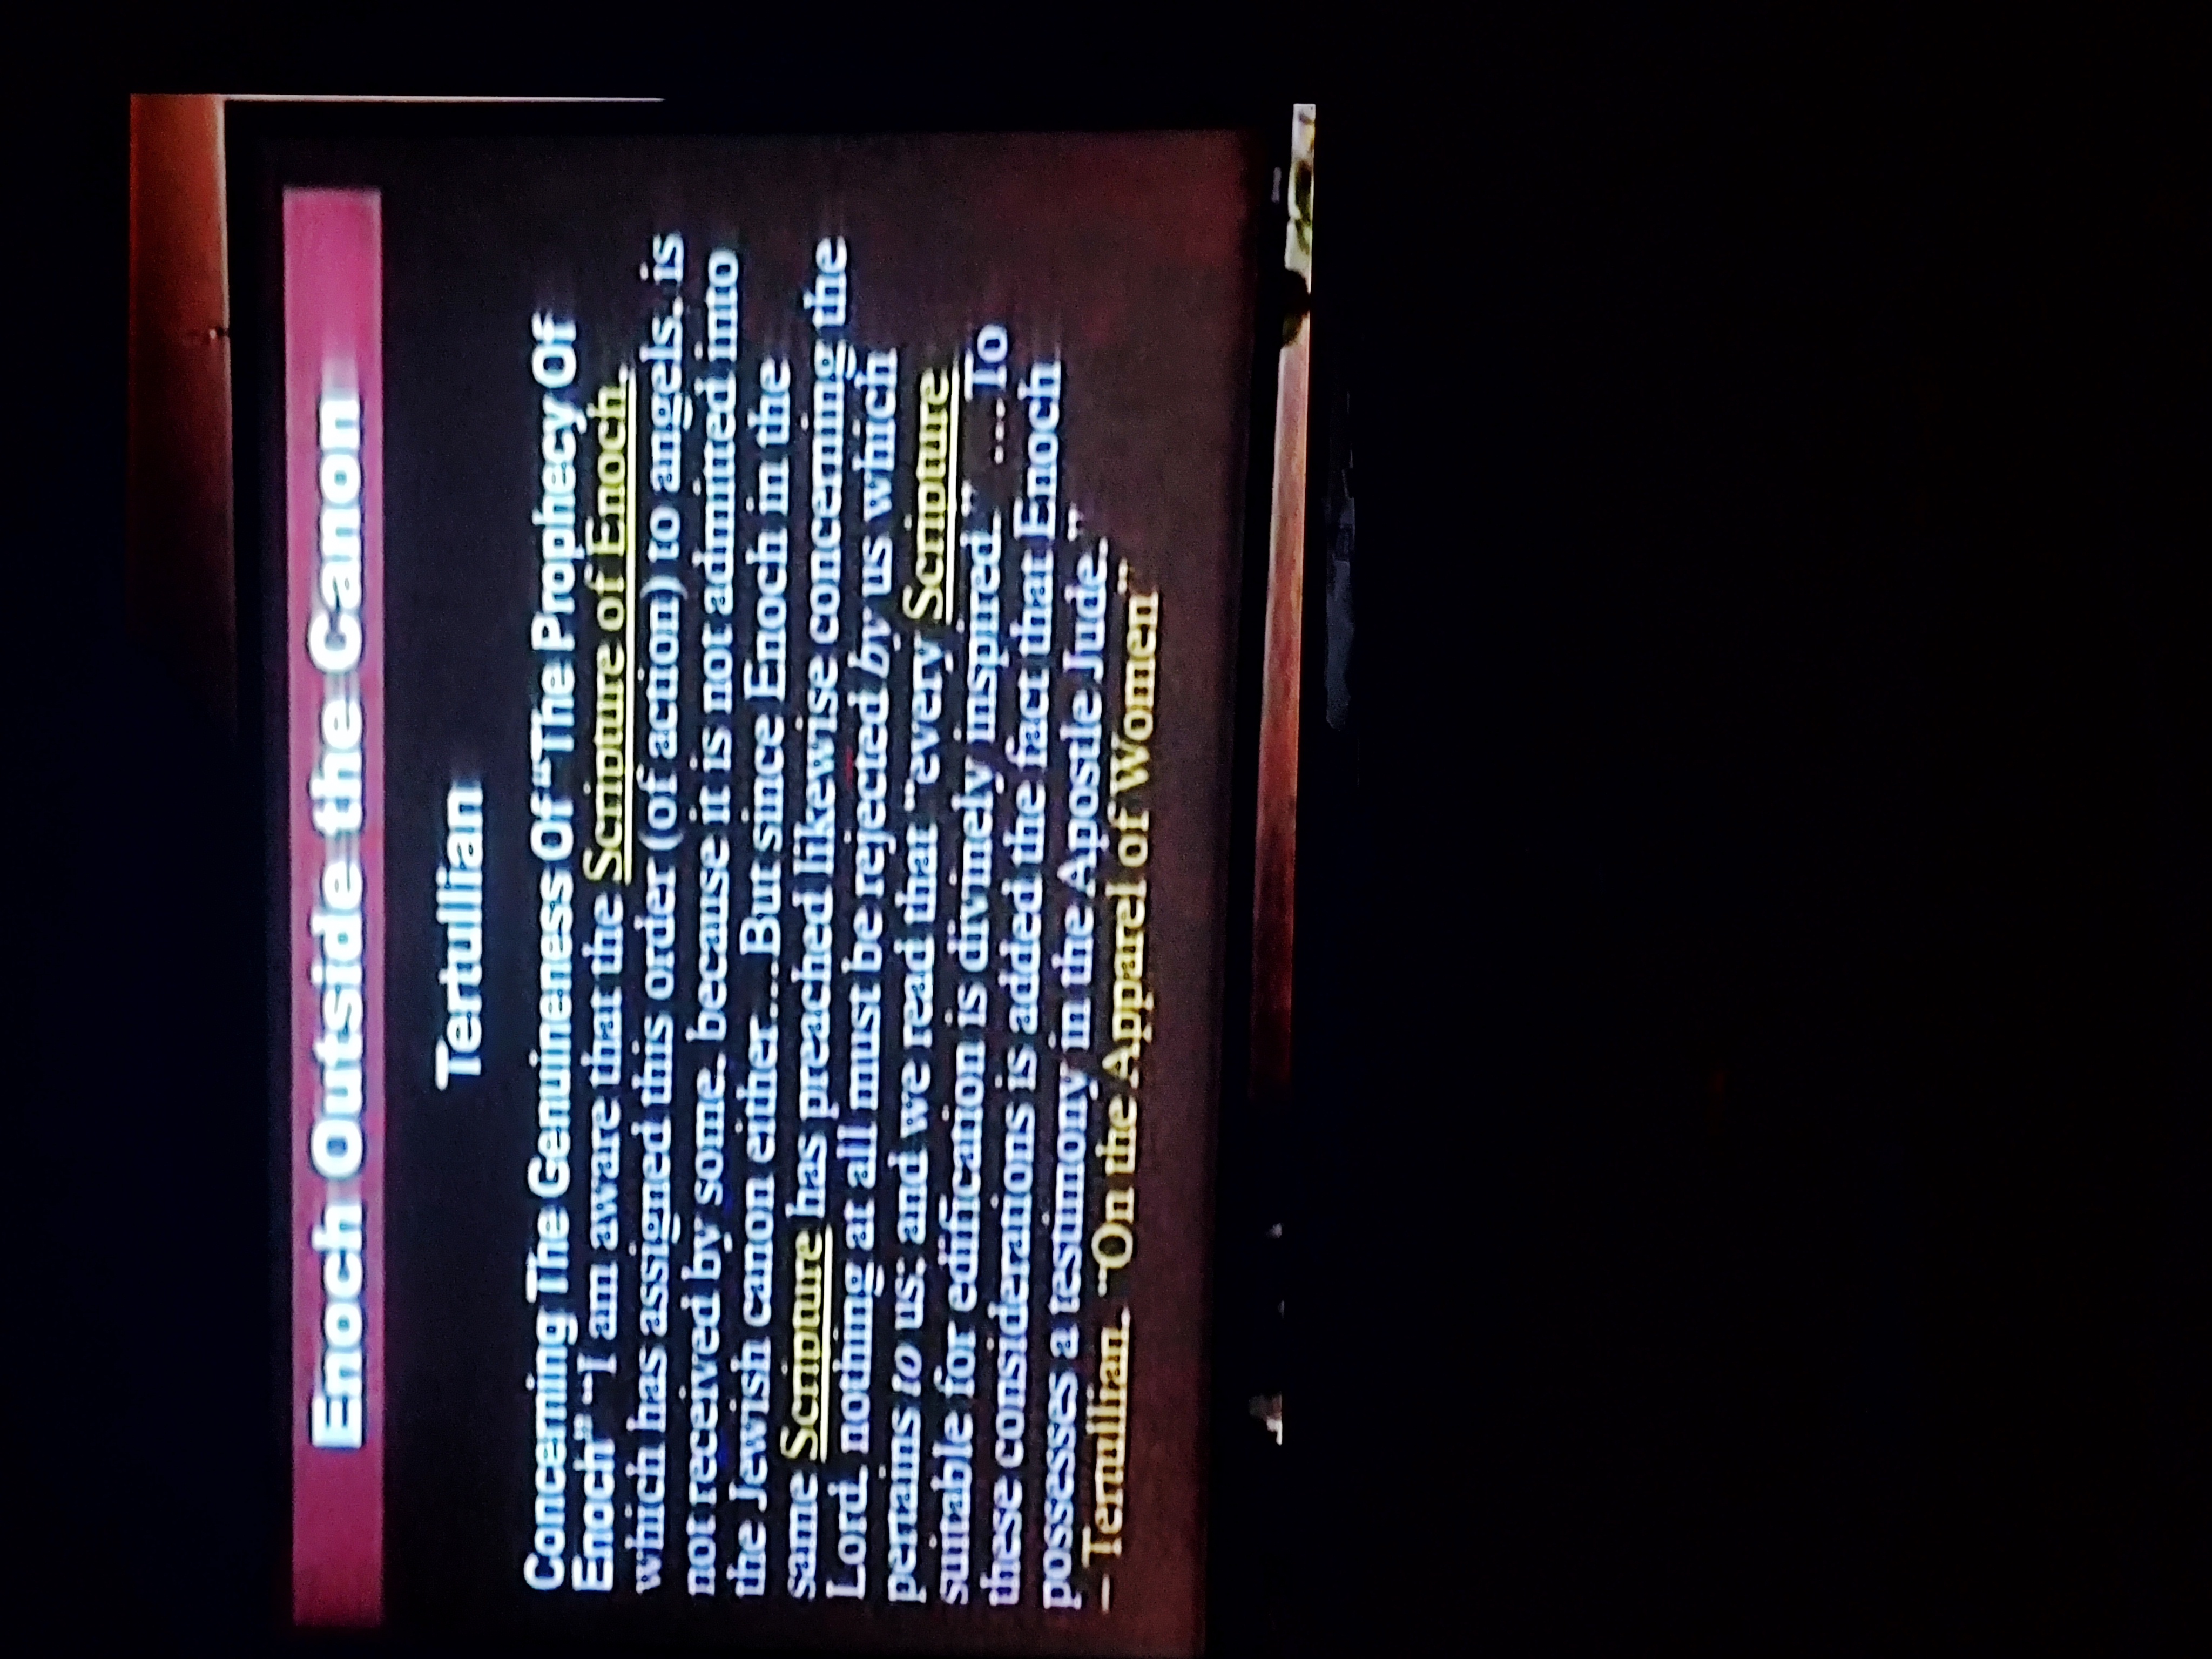 Enoch Outside the Canon
Tertullian
Concerning The Genuineness Of “The Prophecy Of
Enoch” “I am aware that the Scripture of Enoch,
which has assigned this order (of action) to angels, is
not received by some, because it is not admitted into
the Jewish canon either...But since Enoch in the
same Scripture has preached likewise concerning the
Lord, nothing at all must be rejected by us which
pertains to us; and we read that “every Scripture
suitable for edification is divinely inspired.” ...To
these considerations is added the fact that Enoch
possesses a testimony in the Apostle Jude.”
– Tertullian, “On the Apparel of Women”